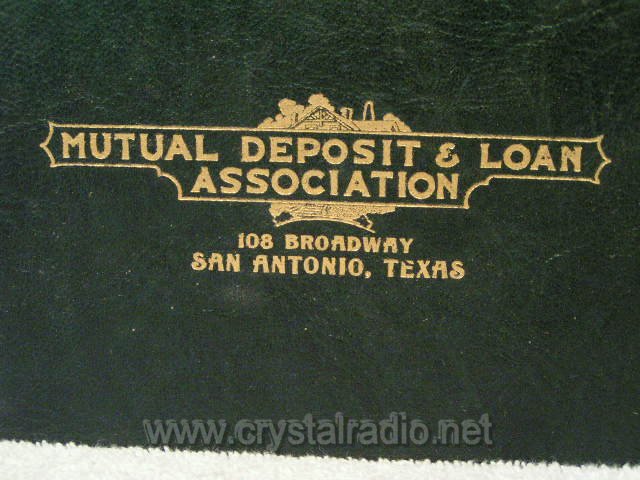 MUTUAL DEPOSIT & LOAN
ASSOCIATION
108 BROADWAY
SAN ANTONIO, TEXAS
www.crystalradio.net